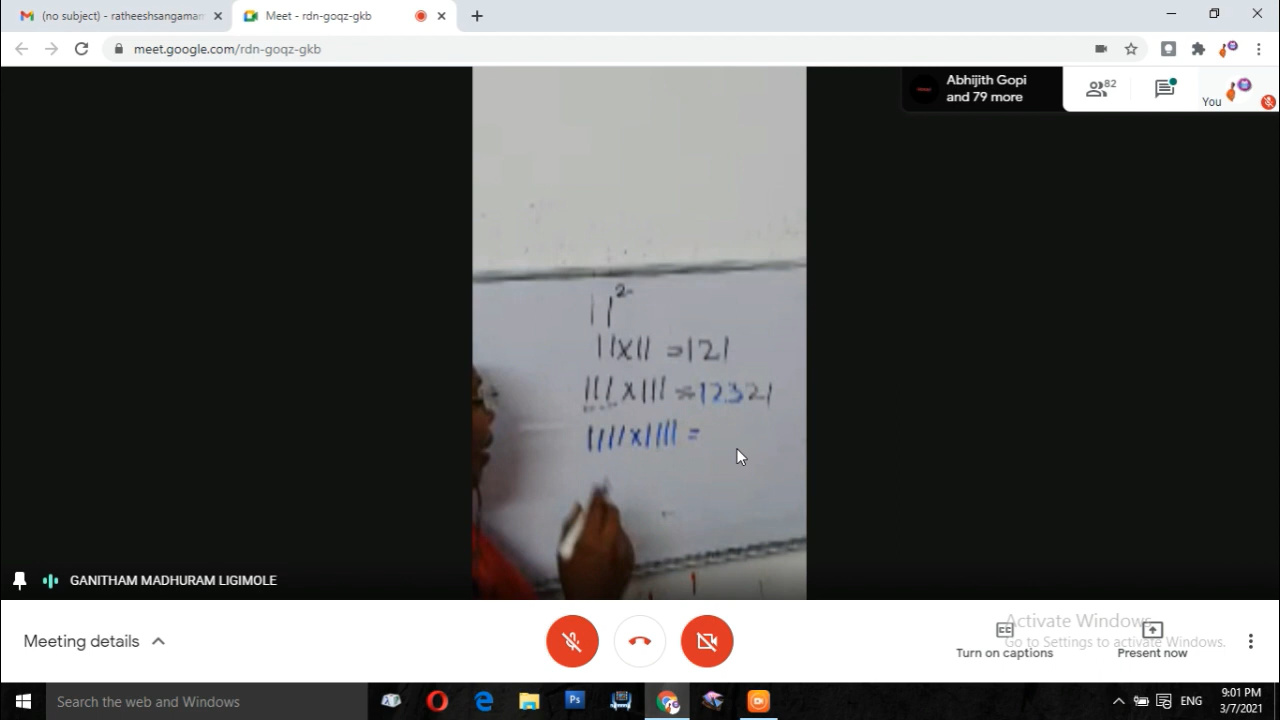 (no subject) - ratheeshsangamam
Meet - rdn-goqz-gkb
meet.google.com/rdn-goqz-gkb
Abhijith Gopi
and 79 more
82
You
11²
11x11 =121
111x111 =12321
1111x1111 =
GANITHAM MADHURAM LIGIMOLE
Meeting details
Turn on captions
Present now
Activate Windows
Go to Settings to activate Windows.
Search the web and Windows
ENG
9:01 PM
3/7/2021